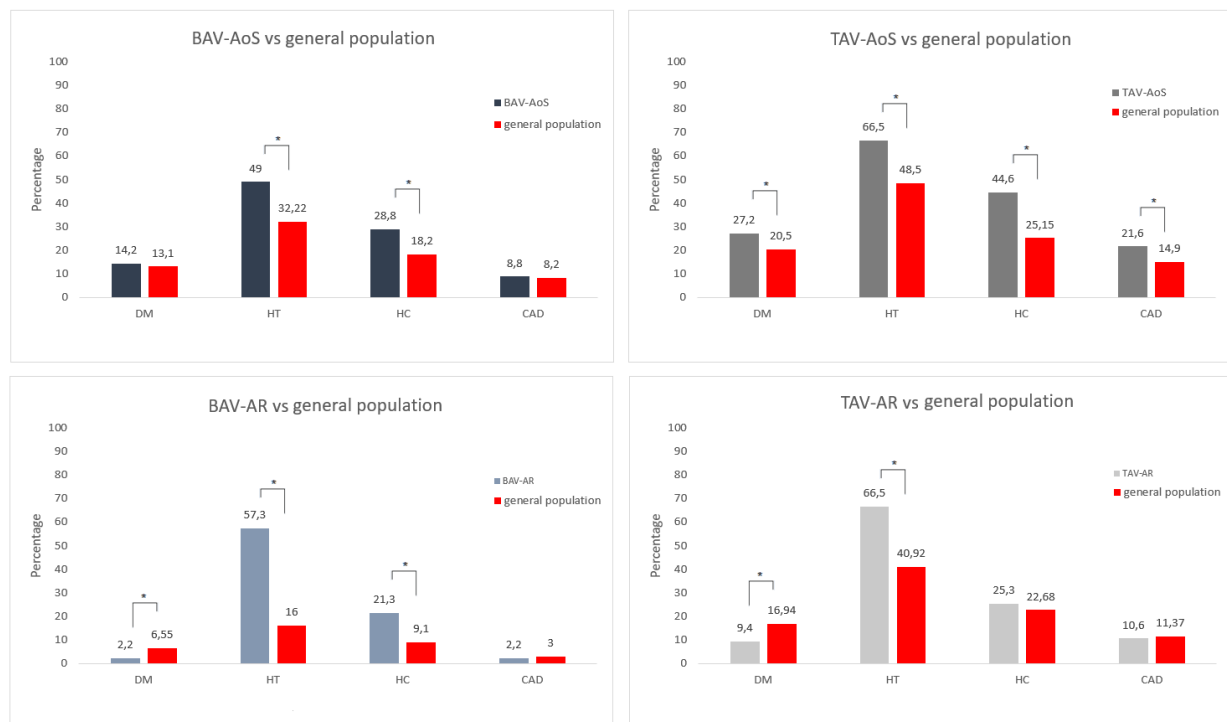 BAV-AoS vs general population
100
90
80
70
60
50
40
30
20
10
0
Percentage
BAV-AoS
general population
*
*
14,2
13,1
49
32,22
28,8
18,2
8,8
8,2
DM
HT
HC
CAD
TAV-AoS vs general population
100
90
80
70
60
50
40
30
20
10
0
Percentage
TAV-AoS
general population
*
*
*
*
27,2
20,5
66,5
48,5
44,6
25,15
21,6
14,9
DM
HT
HC
CAD
BAV-AR vs general population
100
90
80
70
60
50
40
30
20
10
0
Percentage
BAV-AR
general population
*
*
*
2,2
6,55
57,3
16
21,3
9,1
2,2
3
DM
HT
HC
CAD
TAV-AR vs general population
100
90
80
70
60
50
40
30
20
10
0
Percentage
TAV-AR
general population
*
*
9,4
16,94
66,5
40,92
25,3
22,68
10,6
11,37
DM
HT
HC
CAD